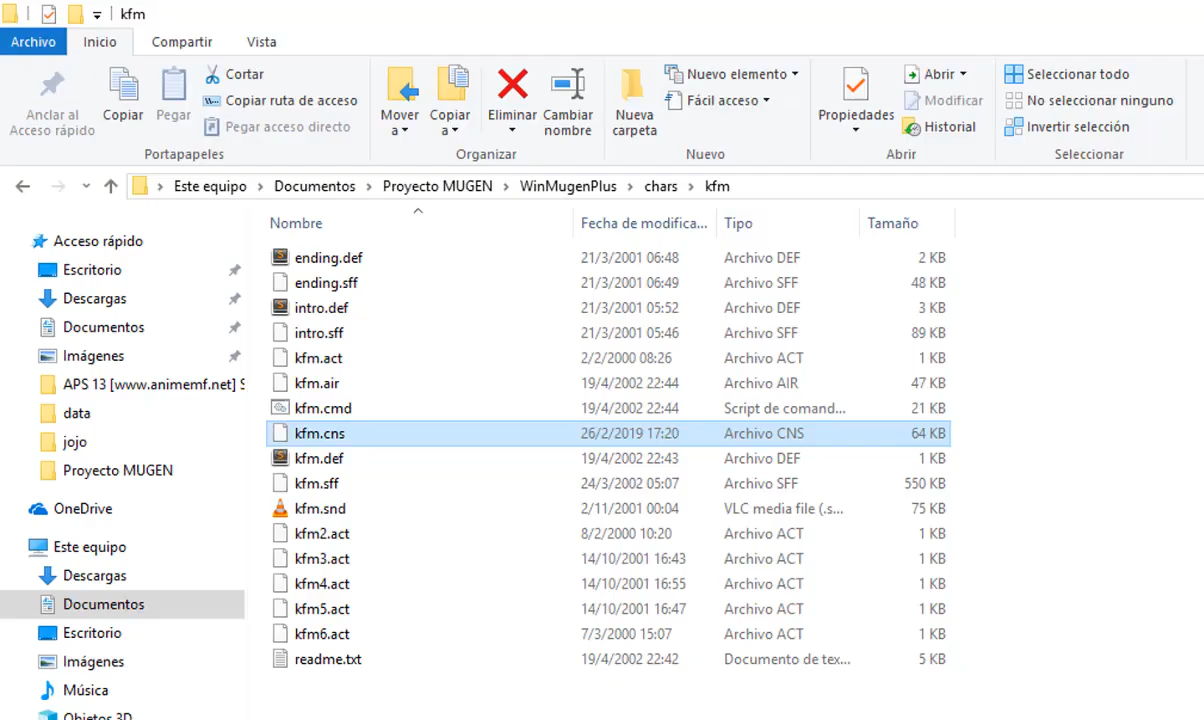 kfm
Archivo Inicio Compartir Vista
Anclar al Acceso rápido
Copiar
Pegar
Cortar
Copiar ruta de acceso
Pegar acceso directo
Portapapeles
Mover a
Copiar a
Eliminar
Cambiar nombre
Organizar
Nueva carpeta
Nuevo elemento
Fácil acceso
Nuevo
Propiedades
Abrir
Modificar
Historial
Abrir
Seleccionar todo
No seleccionar ninguno
Invertir selección
Seleccionar
Este equipo > Documentos > Proyecto MUGEN > WinMugenPlus > chars > kfm
Acceso rápido
Escritorio
Descargas
Documentos
Imágenes
APS 13 [www.animemf.net] S
data
jojo
Proyecto MUGEN
OneDrive
Este equipo
Descargas
Documentos
Escritorio
Imágenes
Música
Objetos 3D
Nombre Fecha de modifica... Tipo Tamaño
ending.def 21/3/2001 06:48 Archivo DEF 2 KB
ending.sff 21/3/2001 06:49 Archivo SFF 48 KB
intro.def 21/3/2001 05:52 Archivo DEF 3 KB
intro.sff 21/3/2001 05:46 Archivo SFF 89 KB
kfm.act 2/2/2000 08:26 Archivo ACT 1 KB
kfm.air 19/4/2002 22:44 Archivo AIR 47 KB
kfm.cmd 19/4/2002 22:44 Script de comand... 21 KB
kfm.cns 26/2/2019 17:20 Archivo CNS 64 KB
kfm.def 19/4/2002 22:43 Archivo DEF 1 KB
kfm.sff 24/3/2002 05:07 Archivo SFF 550 KB
kfm.snd 2/11/2001 00:04 VLC media file (.s... 75 KB
kfm2.act 8/2/2000 10:20 Archivo ACT 1 KB
kfm3.act 14/10/2001 16:43 Archivo ACT 1 KB
kfm4.act 14/10/2001 16:55 Archivo ACT 1 KB
kfm5.act 14/10/2001 16:47 Archivo ACT 1 KB
kfm6.act 7/3/2000 15:07 Archivo ACT 1 KB
readme.txt 19/4/2002 22:42 Documento de tex... 5 KB